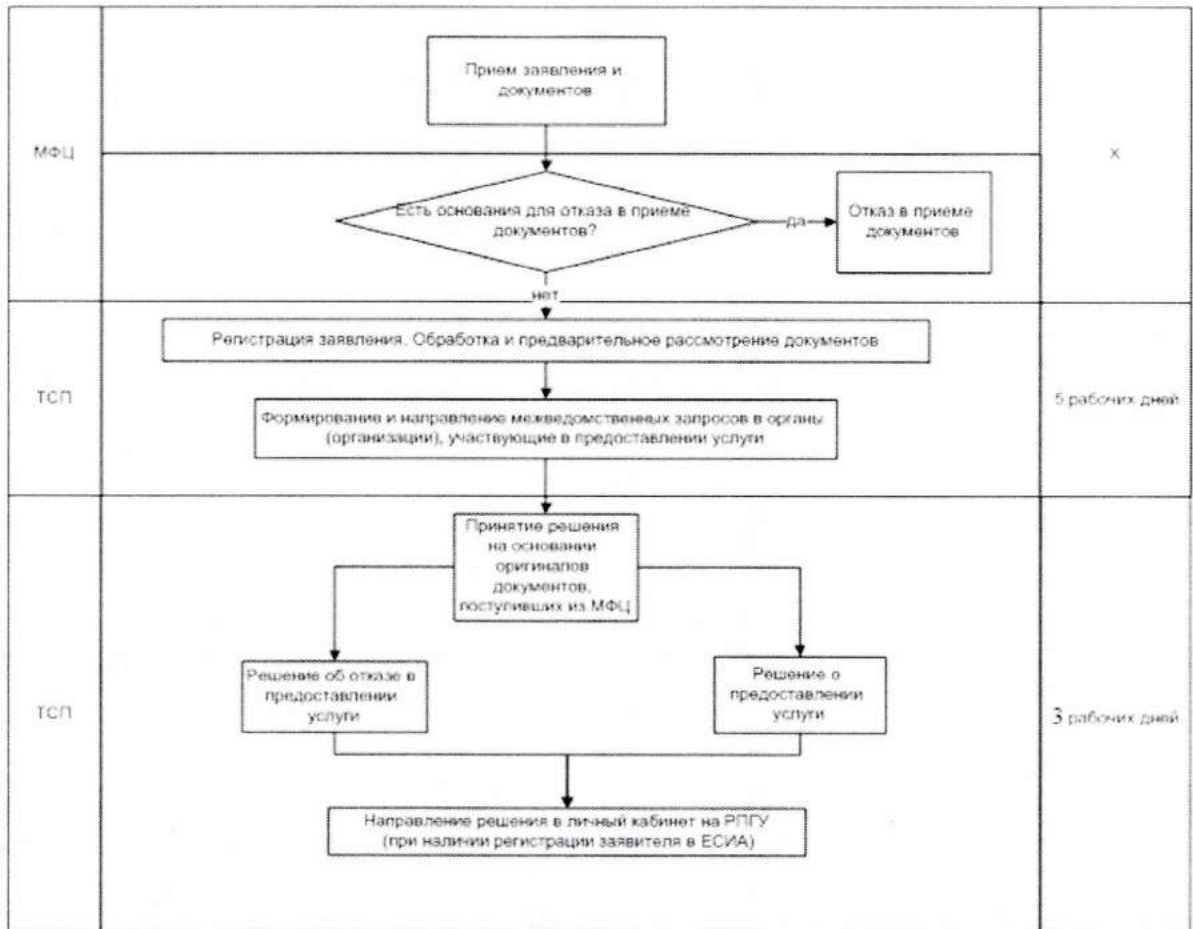 Прием заявления и
документов
МФЦ
X
Есть основания для отказа в приеме
документов?
да
Отказ в приеме
документов
нет
Регистрация заявления. Обработка и предварительное рассмотрение документов
ТСП
5 рабочих дней
Формирование и направление межведомственных запросов в органы
(организации), участвующие в предоставлении услуги
Принятие решения
на основании
оригиналов
документов,
поступивших из МФЦ
Решение об отказе в
предоставлении
услуги
Решение о
предоставлении
услуги
ТСП
3 рабочих дней
Направление решения в личный кабинет на РПГУ
(при наличии регистрации заявителя в ЕСИА)